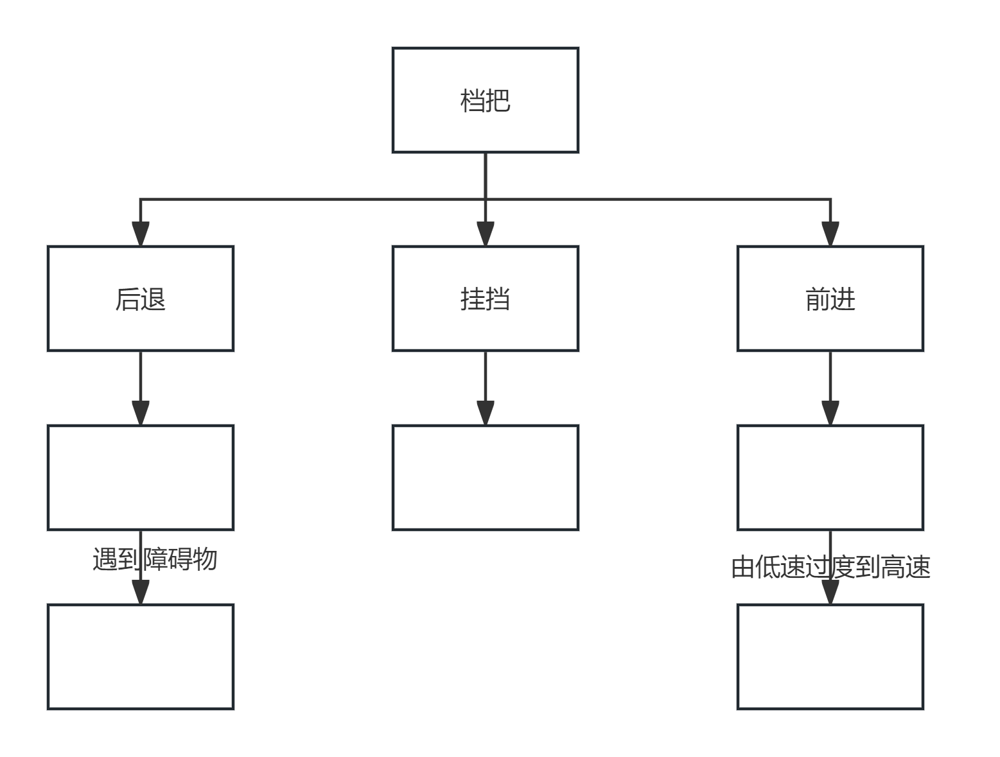 档把
后退
挂挡
前进
遇到障碍物
由低速过度到高速